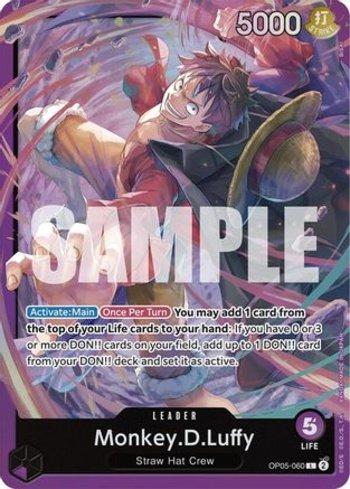 5000
打
STRIKE
SAMPLE
Activate:Main Once Per Turn You may add 1 card from
the top of your Life cards to your hand: If you have 0 or 3
or more DON!! cards on your field, add up to 1 DON!! card
from your DON!! deck and set it as active.
LEADER
Monkey.D.Luffy
Straw Hat Crew
5
LIFE
OP05-060 L 2